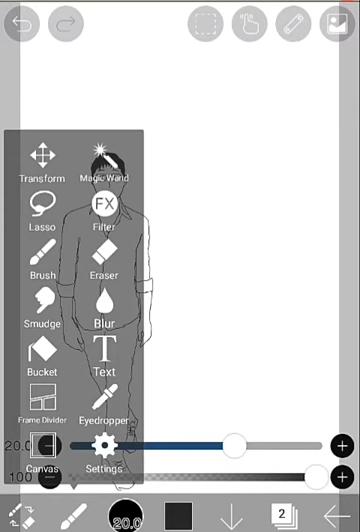 Transform Magic Wand
FX
Lasso Filter
Brush Eraser
Smudge Blur
T
Bucket Text
Frame Divider Eyedropper
20.0
Canvas Settings
100
20.0
2